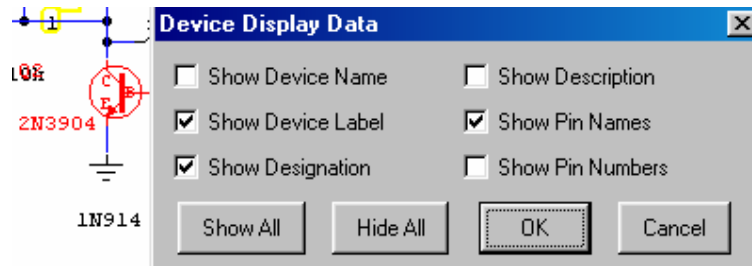 1
Device Display Data
Show Device Name
Show Description
Show Device Label
Show Pin Names
Show Designation
Show Pin Numbers
Show All
Hide All
OK
Cancel
C
B
E
2N3904
1N914